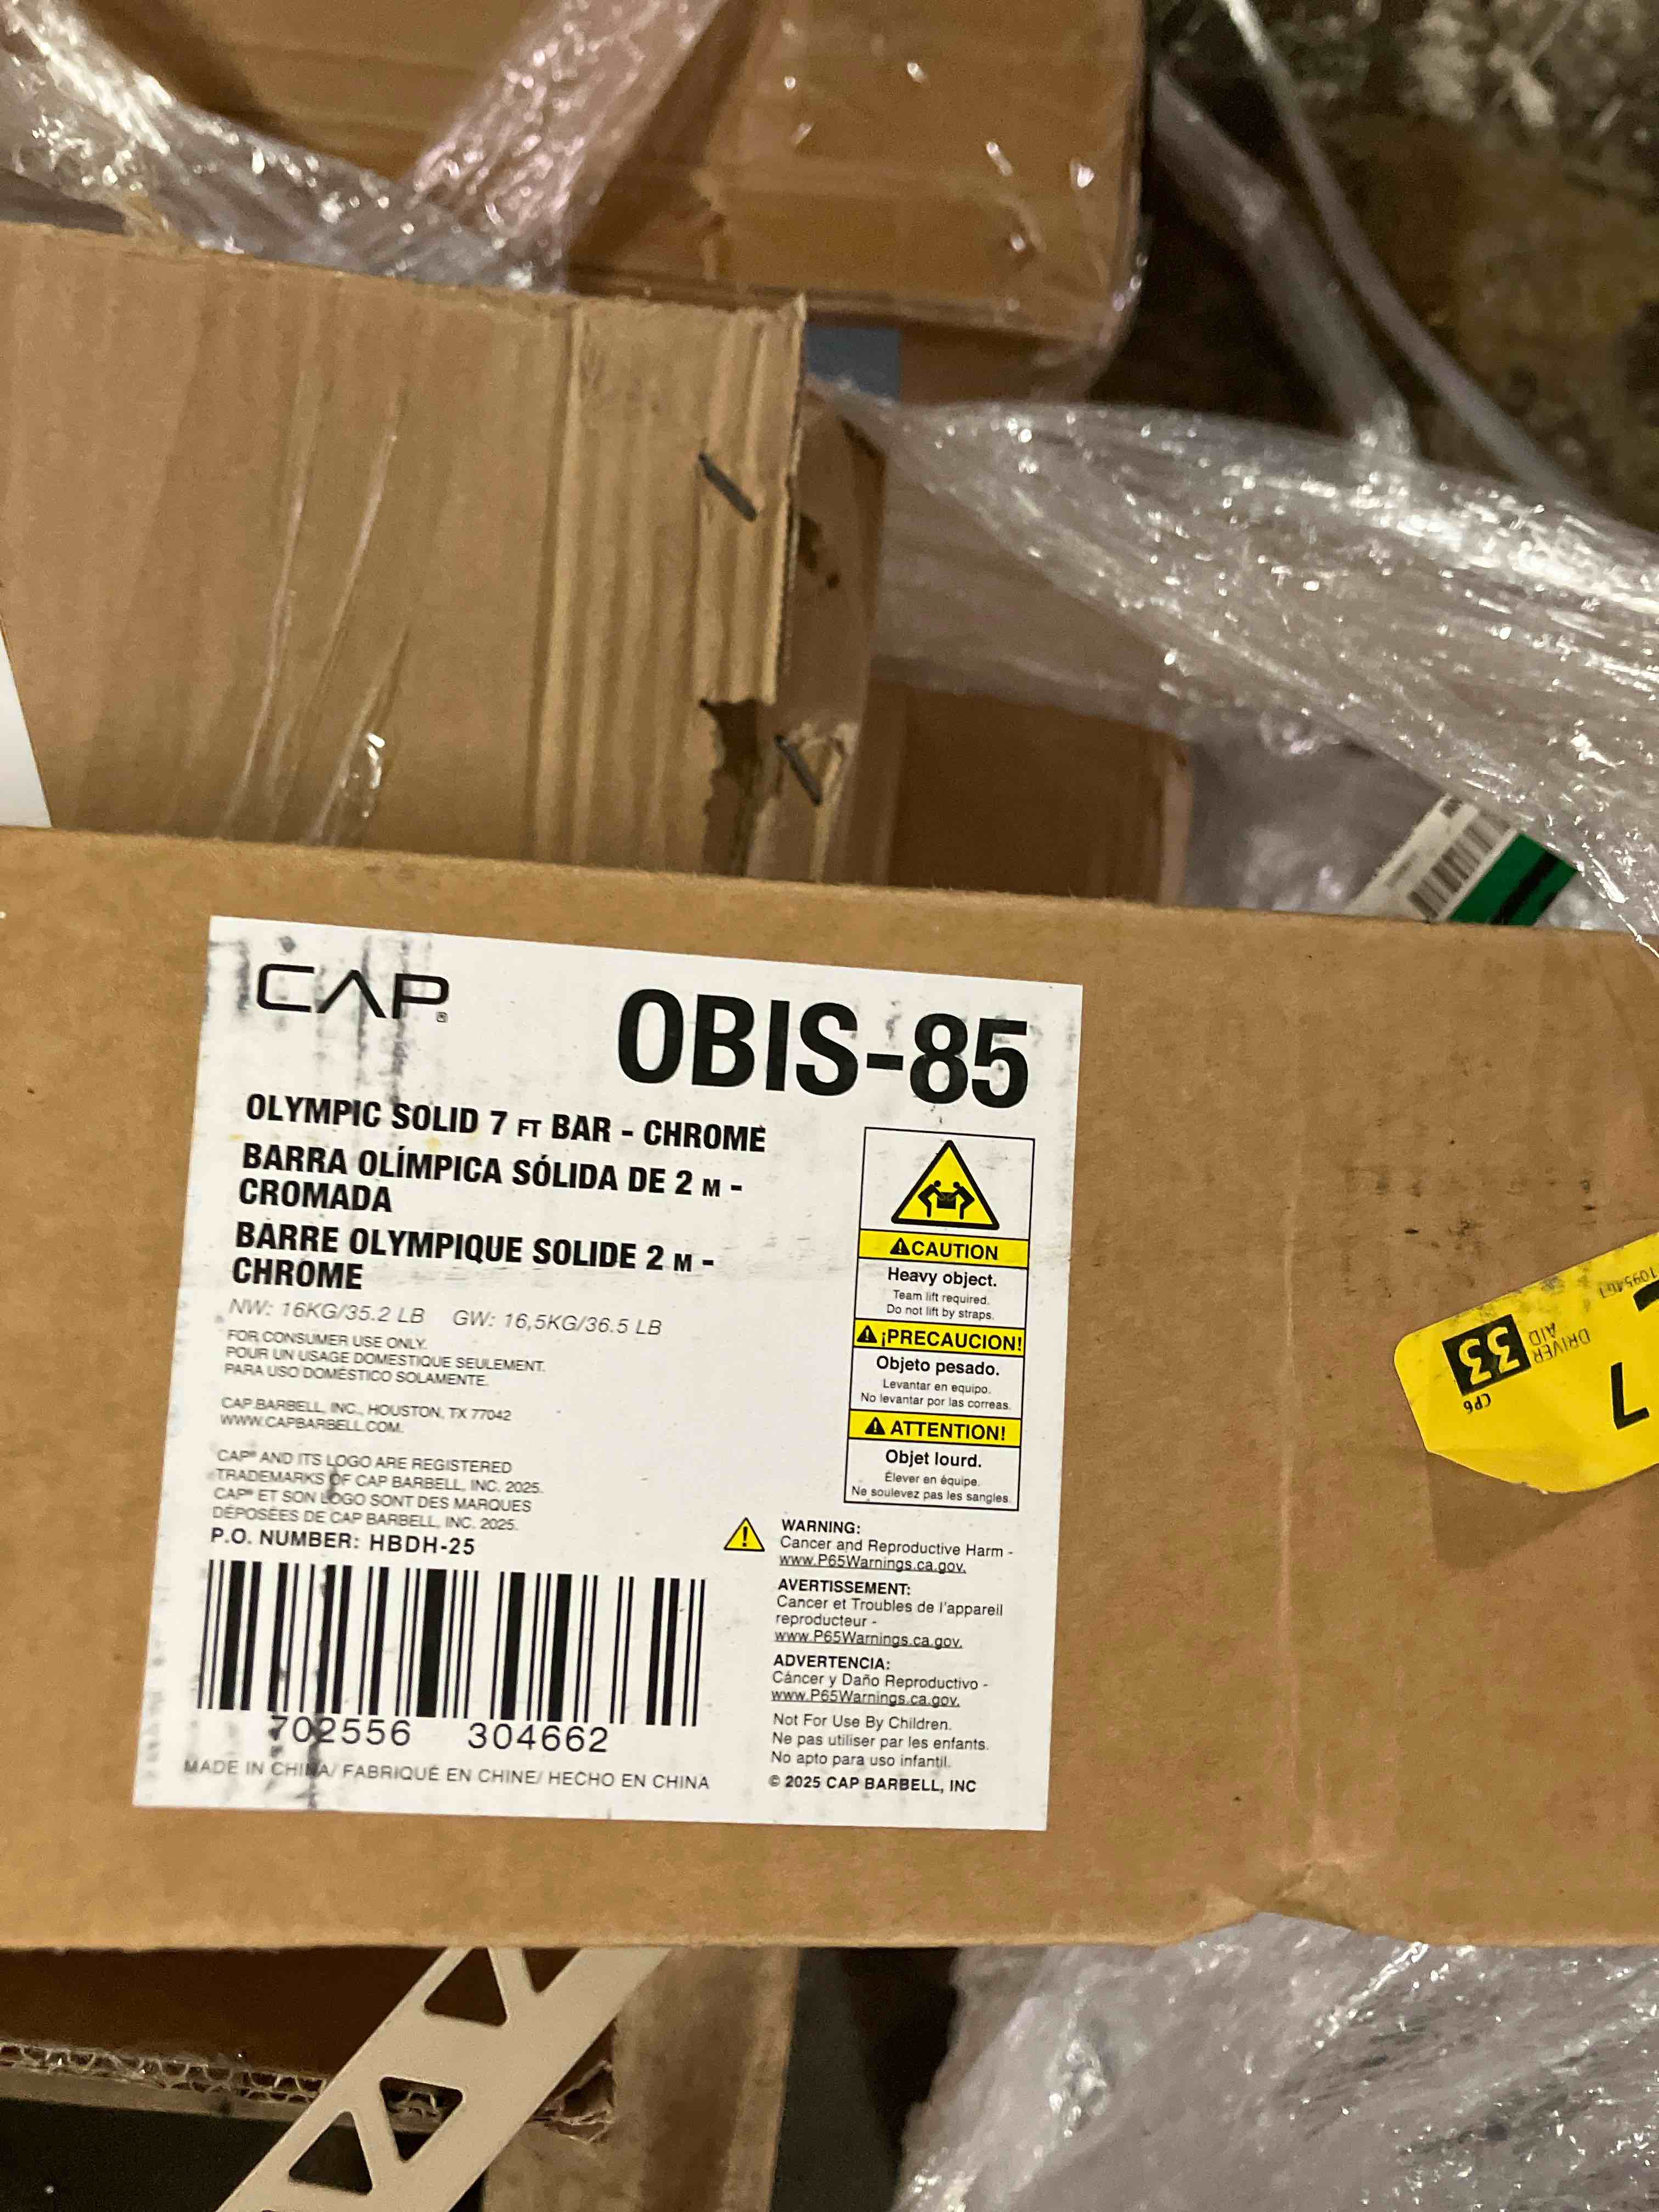 CAP®
OBIS-85
OLYMPIC SOLID 7 FT BAR - CHROME
BARRA OLÍMPICA SÓLIDA DE 2 M -
CROMADA
BARRE OLYMPIQUE SOLIDE 2 M -
CHROME
NW: 16KG/35.2 LB GW: 16,5KG/36.5 LB
FOR CONSUMER USE ONLY.
POUR UN USAGE DOMESTIQUE SEULEMENT.
PARA USO DOMÉSTICO SOLAMENTE.
CAP BARBELL, INC., HOUSTON, TX 77042
WWW.CAPBARBELL.COM.
CAP® AND ITS LOGO ARE REGISTERED
TRADEMARKS OF CAP BARBELL, INC. 2025.
CAP® ET SON LOGO SONT DES MARQUES
DÉPOSÉES DE CAP BARBELL, INC. 2025.
P.O. NUMBER: HBDH-25
702556 304662
MADE IN CHINA/ FABRIQUÉ EN CHINE/ HECHO EN CHINA
CAUTION
Heavy object.
Team lift required.
Do not lift by straps.
¡PRECAUCION!
Objeto pesado.
Levantar en equipo.
No levantar por las correas.
ATTENTION!
Objet lourd.
Élever en équipe.
Ne soulevez pas les sangles.
WARNING:
Cancer and Reproductive Harm -
www.P65Warnings.ca.gov.
AVERTISSEMENT:
Cancer et Troubles de l'appareil
reproducteur -
www.P65Warnings.ca.gov.
ADVERTENCIA:
Cáncer y Daño Reproductivo -
www.P65Warnings.ca.gov.
Not For Use By Children.
Ne pas utiliser par les enfants.
No apto para uso infantil.
© 2025 CAP BARBELL, INC
7
DRIVER
AID
33
CP6